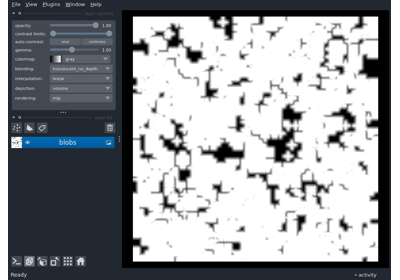 File View Plugins Window Help
opacity: 1.00
contrast limits:
auto-contrast: once continuous
gamma: 1.00
colormap: gray
blending: translucent_no_depth
interpolation: linear
depiction: volume
rendering: mip
blobs
Ready
activity